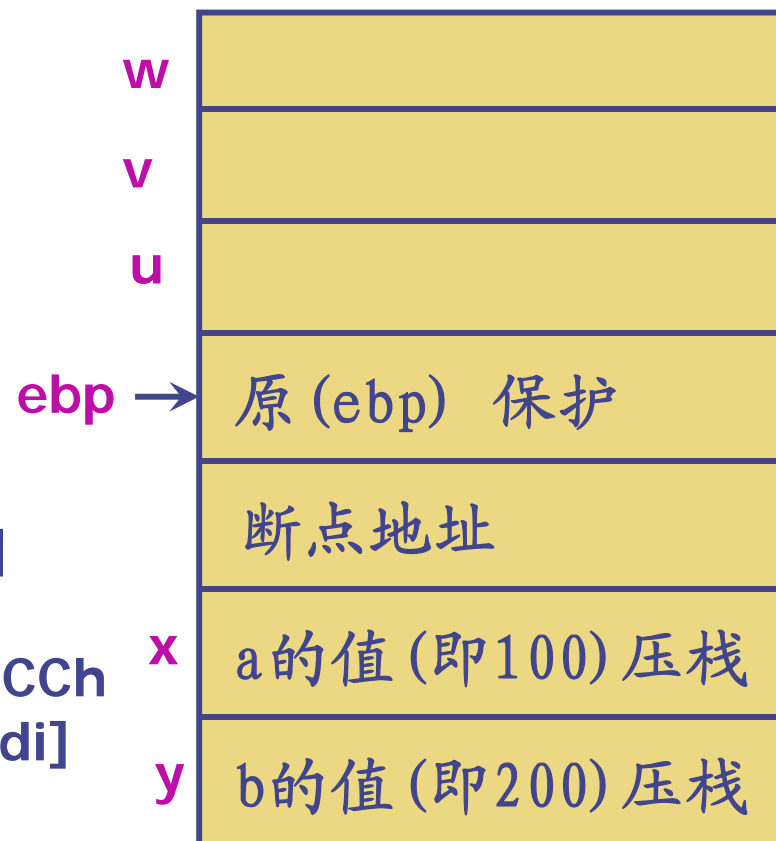 w
v
u
ebp → 原(ebp) 保护
断点地址
]
x a的值(即100)压栈
CCh
di]
y b的值(即200)压栈